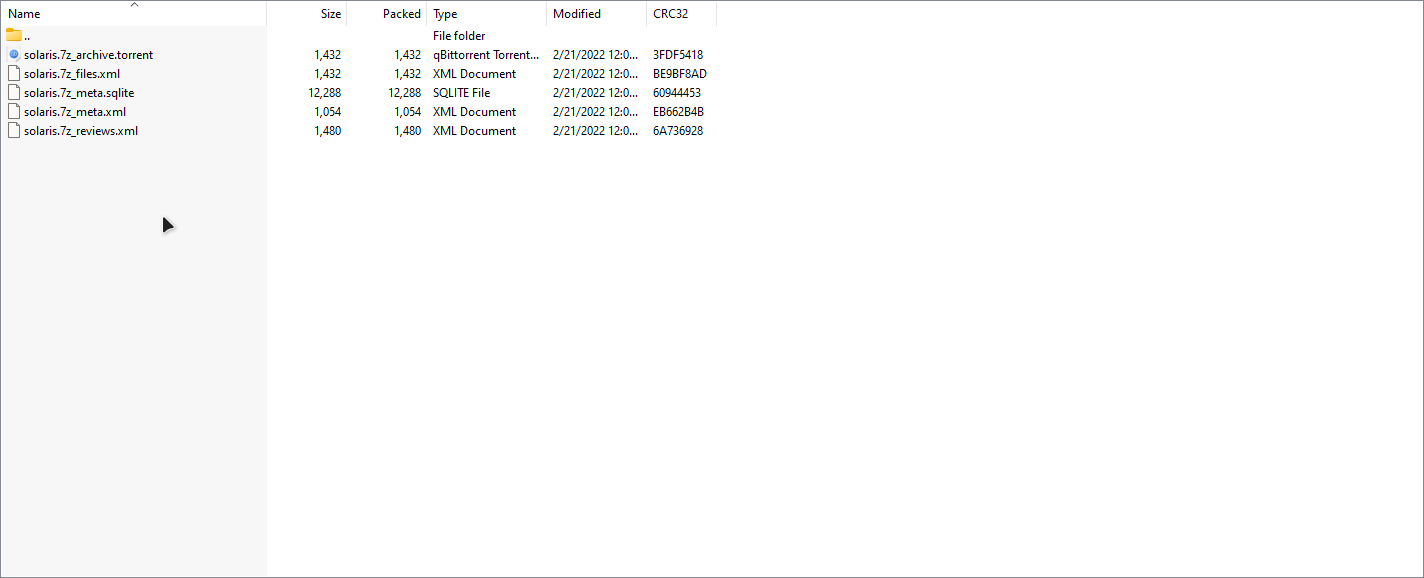 Name Size Packed Type Modified CRC32
.. File folder
solaris.7z_archive.torrent 1,432 1,432 qBittorrent Torrent... 2/21/2022 12:0... 3FDF5418
solaris.7z_files.xml 1,432 1,432 XML Document 2/21/2022 12:0... BE9BF8AD
solaris.7z_meta.sqlite 12,288 12,288 SQLITE File 2/21/2022 12:0... 60944453
solaris.7z_meta.xml 1,054 1,054 XML Document 2/21/2022 12:0... EB662B4B
solaris.7z_reviews.xml 1,480 1,480 XML Document 2/21/2022 12:0... 6A736928